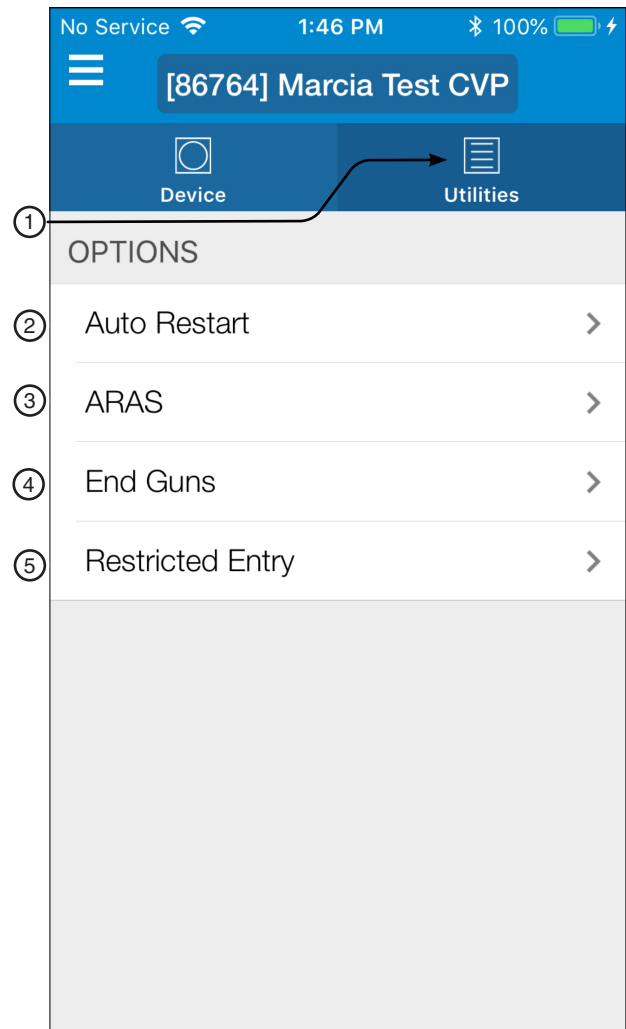 No Service 1:46 PM 100%
[86764] Marcia Test CVP
Device Utilities
1
OPTIONS
2 Auto Restart
3 ARAS
4 End Guns
5 Restricted Entry